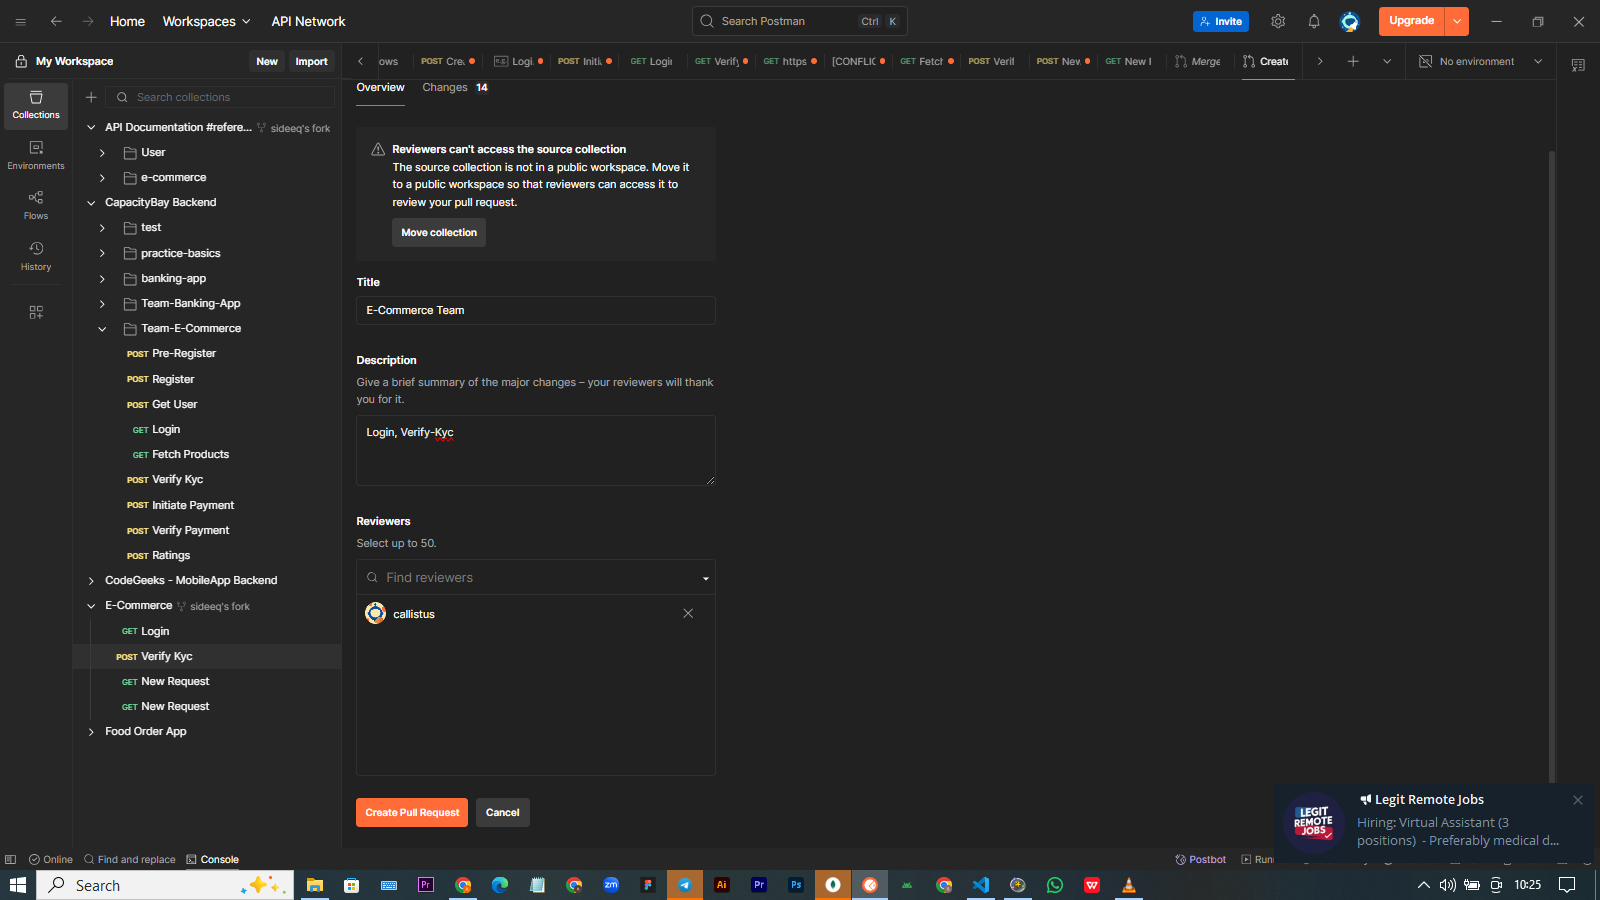 Home Workspaces API Network Search Postman Ctrl K Invite Upgrade
My Workspace New Import
ows POST Cre Logi POST Initi GET Login GET Verify GET https [CONFLIC GET Fetch POST Verif POST New GET New Merge Create No environment
Collections
Environments
Flows
History
Search collections
API Documentation #refere... sideeq's fork
User
e-commerce
CapacityBay Backend
test
practice-basics
banking-app
Team-Banking-App
Team-E-Commerce
POST Pre-Register
POST Register
POST Get User
GET Login
GET Fetch Products
POST Verify Kyc
POST Initiate Payment
POST Verify Payment
POST Ratings
CodeGeeks - MobileApp Backend
E-Commerce sideeq's fork
GET Login
POST Verify Kyc
GET New Request
GET New Request
Food Order App
Overview Changes 14
Reviewers can't access the source collection
The source collection is not in a public workspace. Move it
to a public workspace so that reviewers can access it to
review your pull request.
Move collection
Title
E-Commerce Team
Description
Give a brief summary of the major changes – your reviewers will thank
you for it.
Login, Verify-Kyc
Reviewers
Select up to 50.
Find reviewers
callistus
Create Pull Request Cancel
LEGIT
REMOTE
JOBS
Legit Remote Jobs
Hiring: Virtual Assistant (3
positions) - Preferably medical d...
Online Find and replace Console Postbot Run
Search 10:25